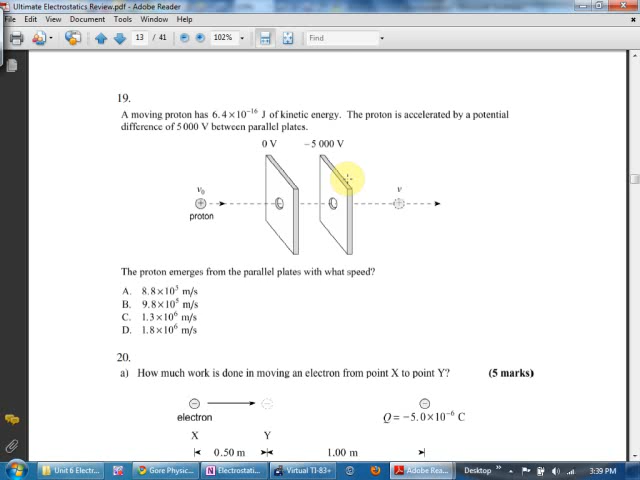 Ultimate Electrostatics Review.pdf - Adobe Reader
File Edit View Document Tools Window Help
13 / 41 102% Find
19.
A moving proton has 6.4×10⁻¹⁶ J of kinetic energy. The proton is accelerated by a potential
difference of 5 000 V between parallel plates.
0 V −5 000 V
v₀ v
proton
The proton emerges from the parallel plates with what speed?
A. 8.8×10³ m/s
B. 9.8×10⁵ m/s
C. 1.3×10⁶ m/s
D. 1.8×10⁶ m/s
20.
a) How much work is done in moving an electron from point X to point Y? (5 marks)
electron Q = −5.0×10⁻⁶ C
X Y
0.50 m 1.00 m
Unit 6 Electr... Gore Physic... Electrostati... Virtual TI-83+ Adobe Rea... Desktop 3:39 PM